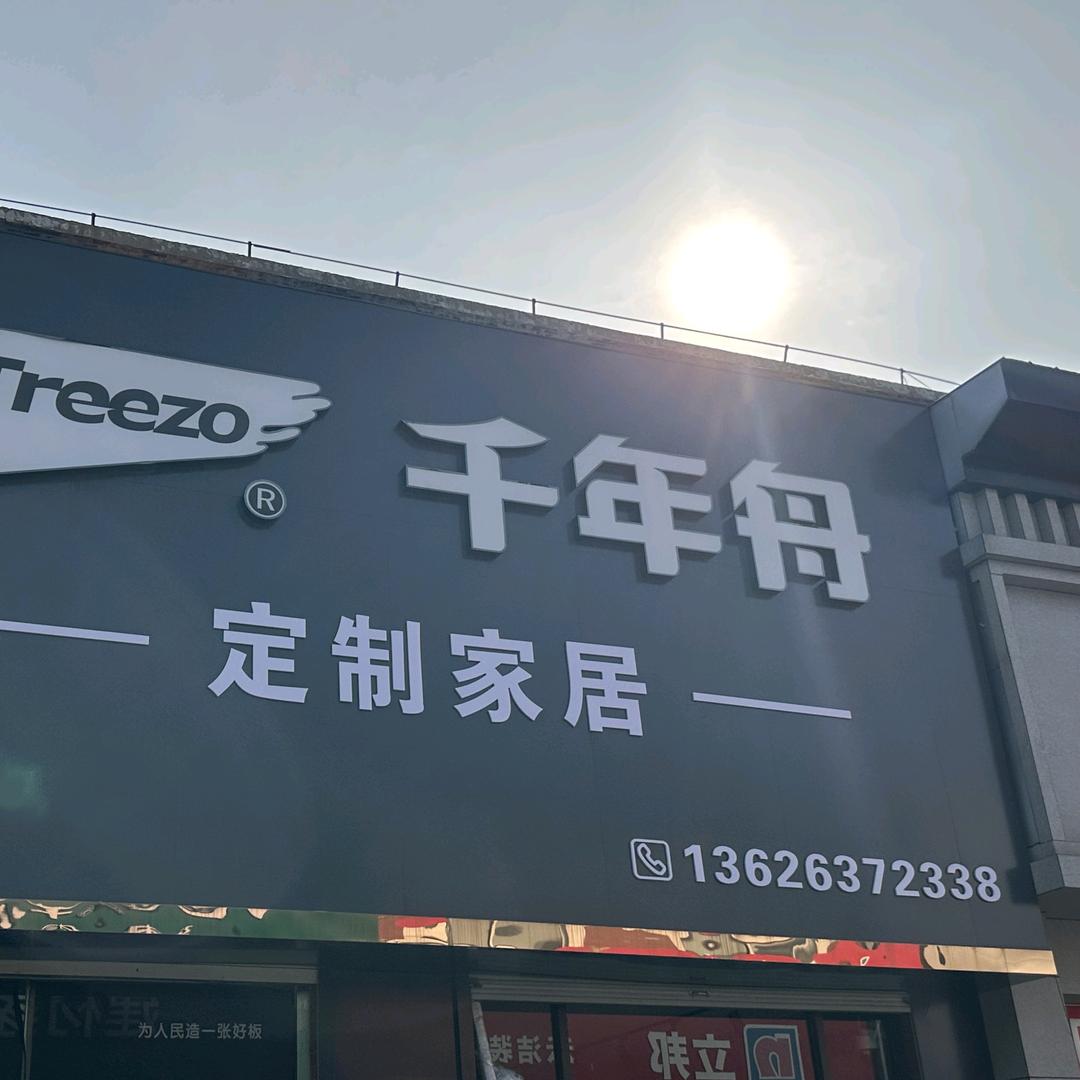 Treezo
®
千年舟
定制家居
13626372338
为人民造一张好板
立邦